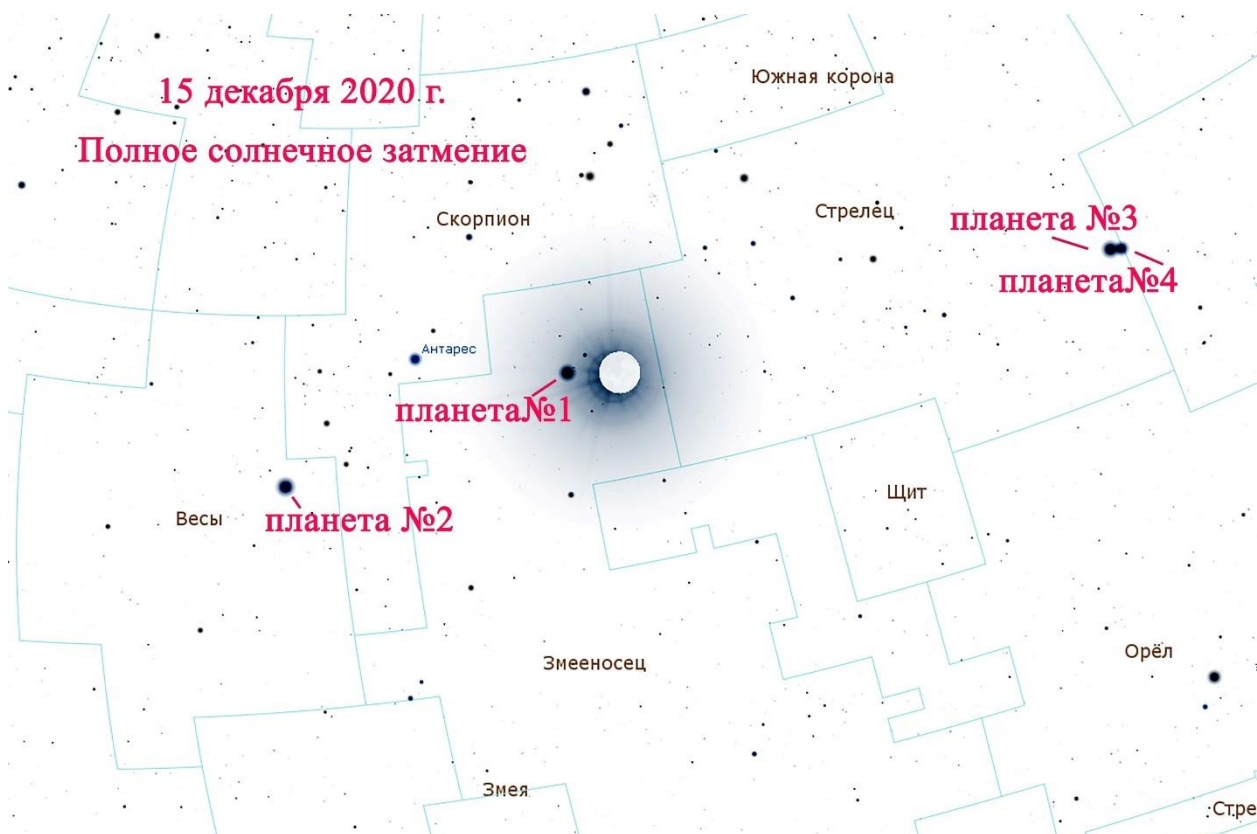 Южная корона
15 декабря 2020 г.
Полное солнечное затмение
Скорпион
Стрелец
планета №3
планета№4
Антарес
планета№1
Весы
планета №2
Щит
Змееносец
Орёл
Змея
Стре